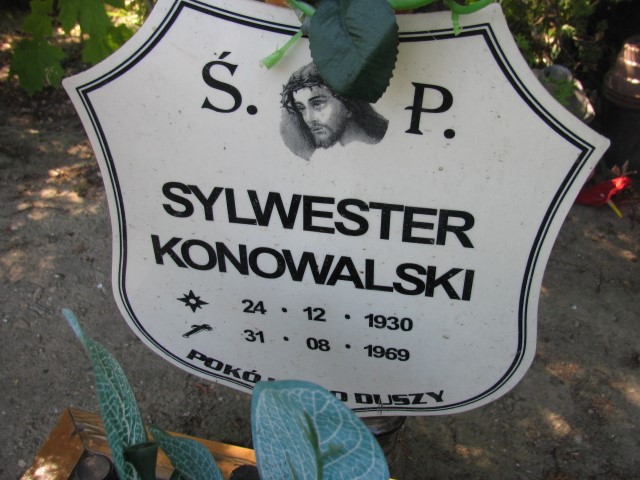 Ś. P.
SYLWESTER
KONOWALSKI
24 · 12 · 1930
31 · 08 · 1969
DUSZY